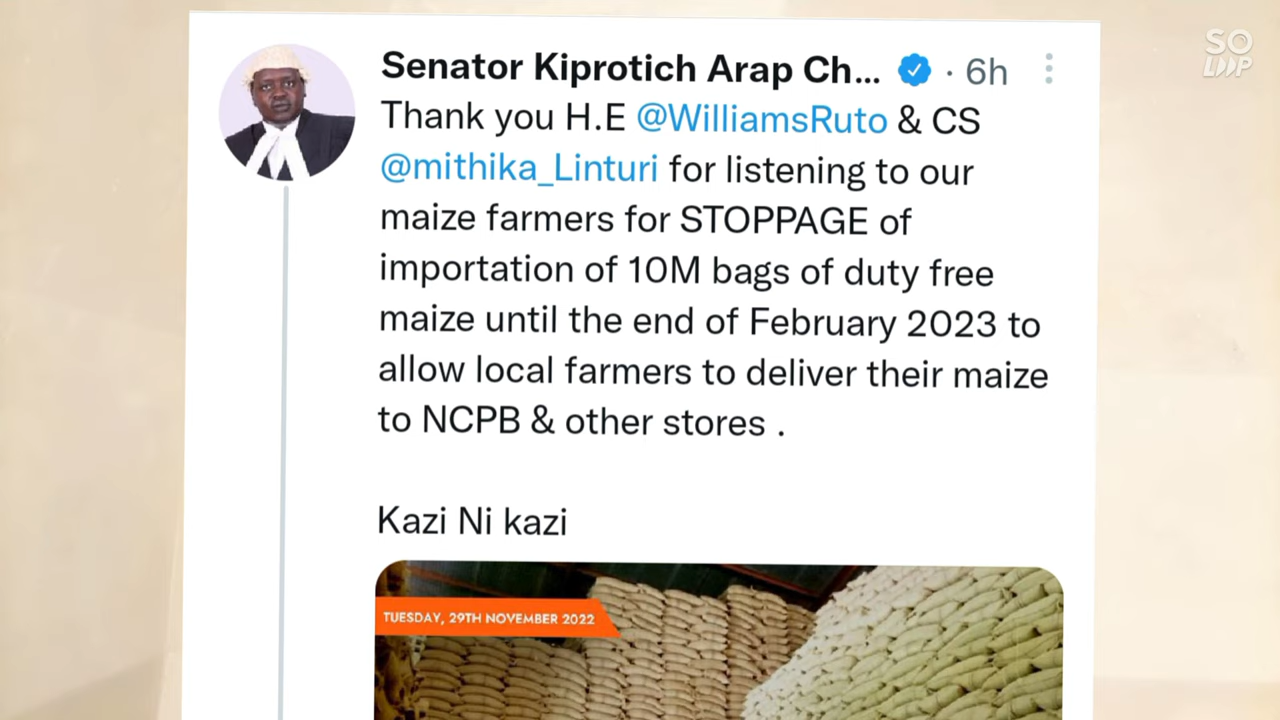 SO
LOOP
Senator Kiprotich Arap Ch... · 6h
Thank you H.E @WilliamsRuto & CS
@mithika_Linturi for listening to our
maize farmers for STOPPAGE of
importation of 10M bags of duty free
maize until the end of February 2023 to
allow local farmers to deliver their maize
to NCPB & other stores .
Kazi Ni kazi
TUESDAY, 29TH NOVEMBER 2022